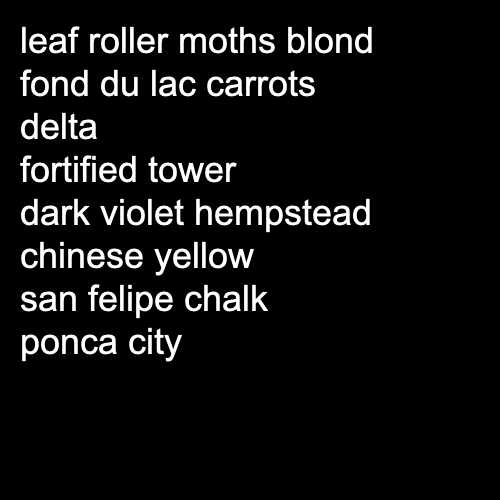 leaf roller moths blond
fond du lac carrots
delta
fortified tower
dark violet hempstead
chinese yellow
san felipe chalk
ponca city